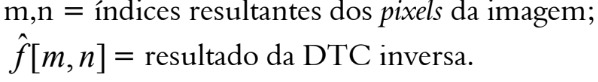 m,n = índices resultantes dos pixels da imagem;
f̂[m, n] = resultado da DTC inversa.